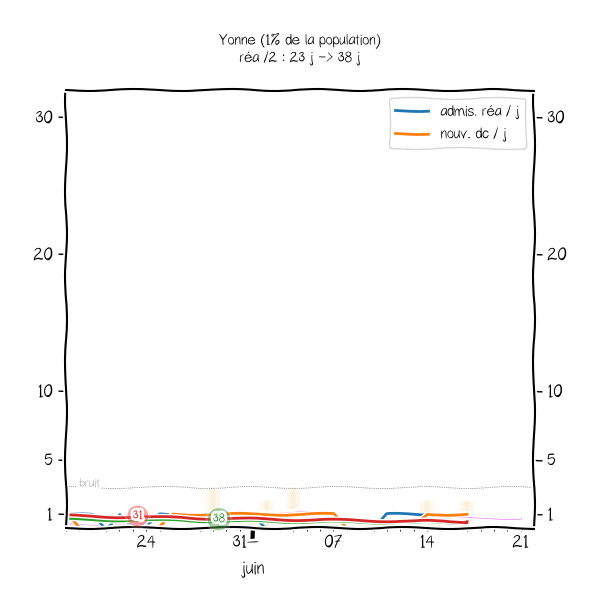 Yonne (1% de la population)
réa /2 : 23 j -> 38 j
admis. réa / j
nouv. dc / j
30 30
20 20
10 10
5 5
bruit
1 31 38 1
24 31 07 14 21
juin